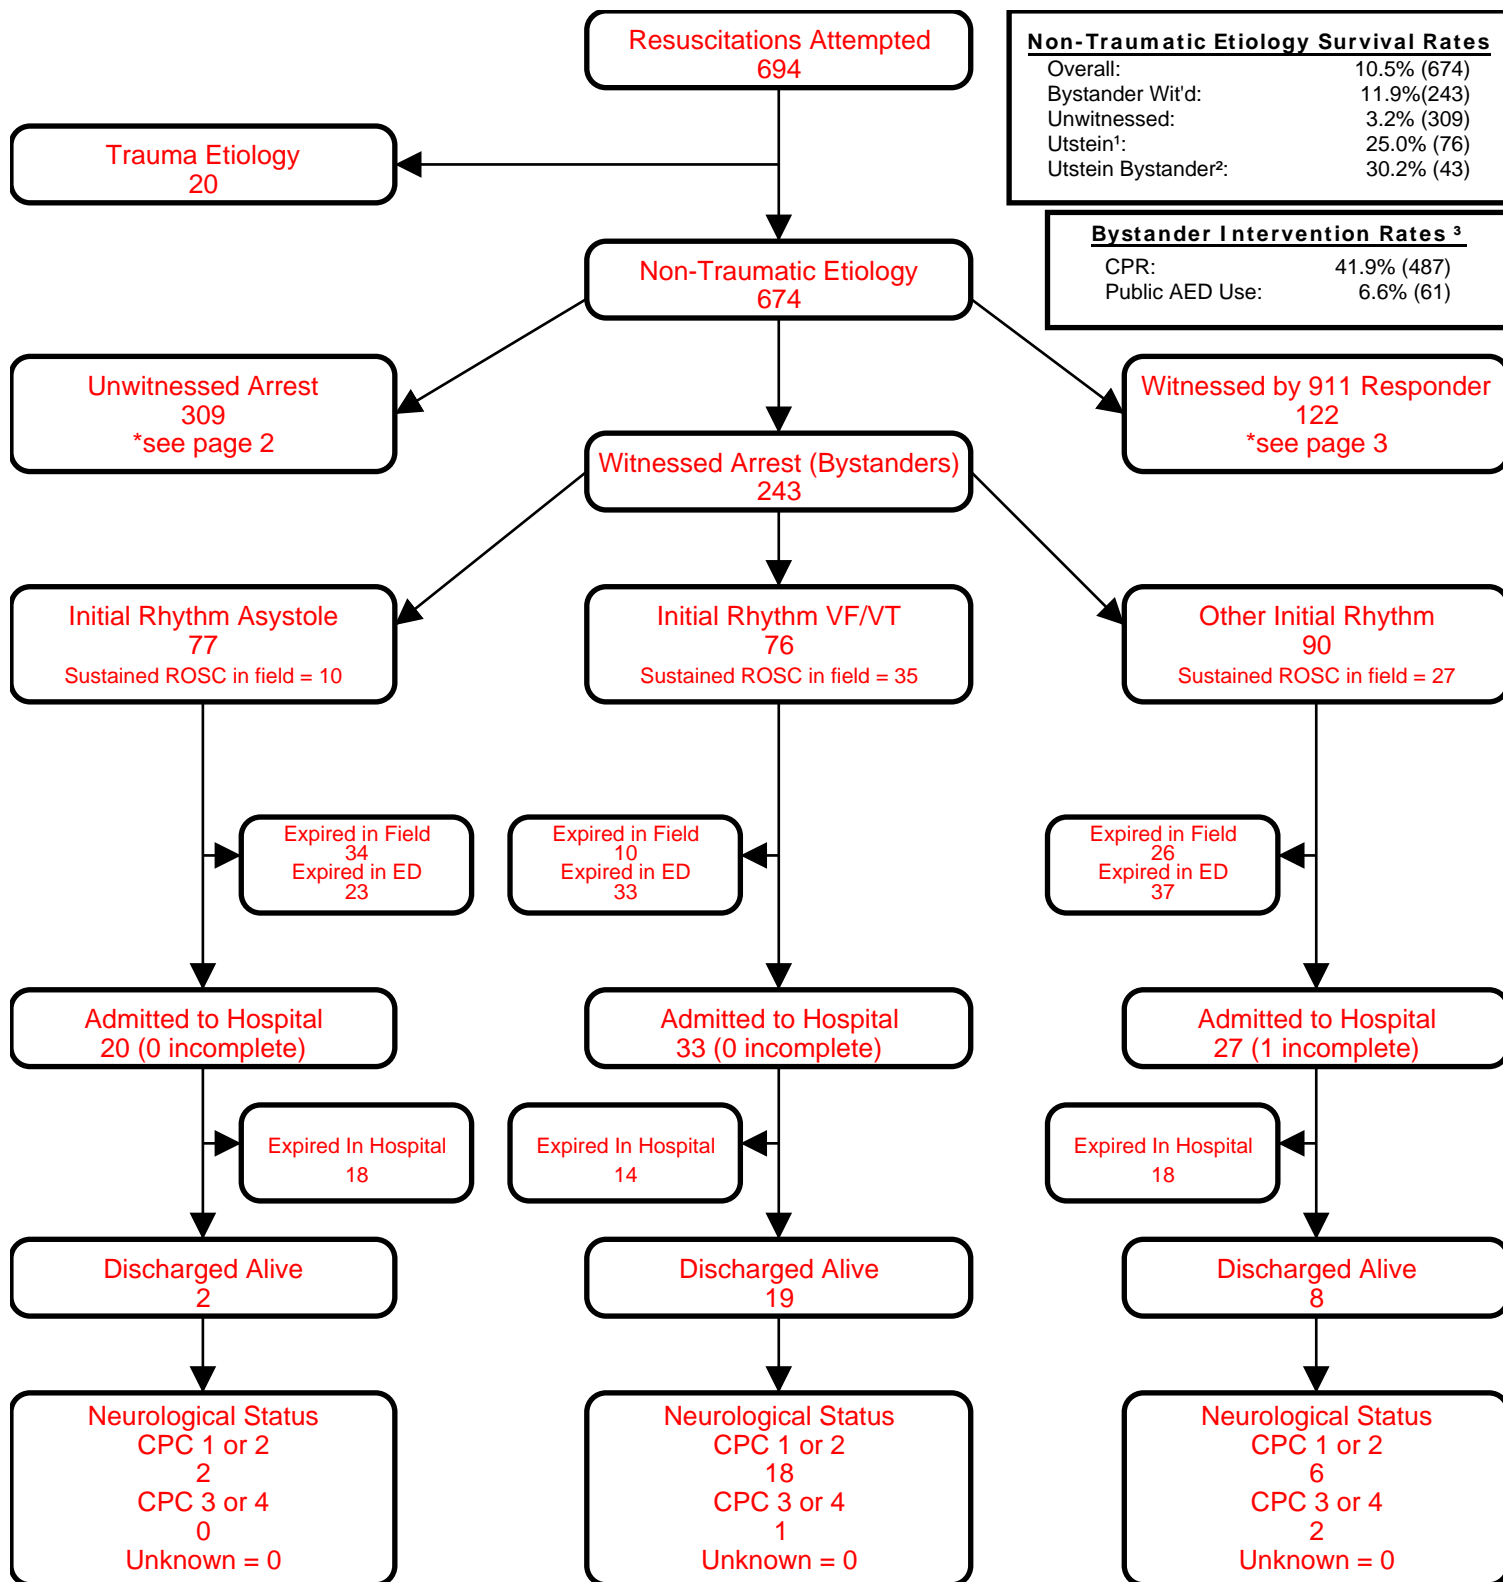 Resuscitations Attempted
694
Non-Traumatic Etiology Survival Rates
Overall: 10.5% (674)
Bystander Wit'd: 11.9%(243)
Unwitnessed: 3.2% (309)
Utstein¹: 25.0% (76)
Utstein Bystander²: 30.2% (43)
Trauma Etiology
20
Bystander Intervention Rates ³
CPR: 41.9% (487)
Public AED Use: 6.6% (61)
Non-Traumatic Etiology
674
Unwitnessed Arrest
309
*see page 2
Witnessed by 911 Responder
122
*see page 3
Witnessed Arrest (Bystanders)
243
Initial Rhythm Asystole
77
Sustained ROSC in field = 10
Initial Rhythm VF/VT
76
Sustained ROSC in field = 35
Other Initial Rhythm
90
Sustained ROSC in field = 27
Expired in Field
34
Expired in ED
23
Expired in Field
10
Expired in ED
33
Expired in Field
26
Expired in ED
37
Admitted to Hospital
20 (0 incomplete)
Admitted to Hospital
33 (0 incomplete)
Admitted to Hospital
27 (1 incomplete)
Expired In Hospital
18
Expired In Hospital
14
Expired In Hospital
18
Discharged Alive
2
Discharged Alive
19
Discharged Alive
8
Neurological Status
CPC 1 or 2
2
CPC 3 or 4
0
Unknown = 0
Neurological Status
CPC 1 or 2
18
CPC 3 or 4
1
Unknown = 0
Neurological Status
CPC 1 or 2
6
CPC 3 or 4
2
Unknown = 0